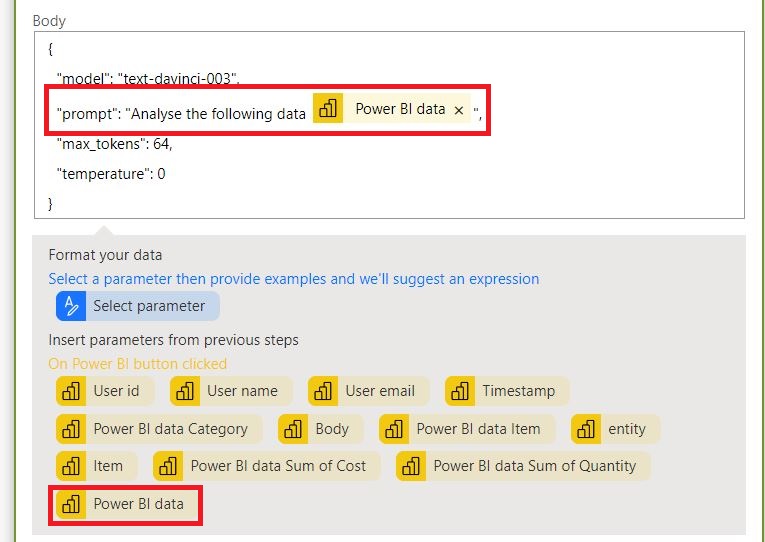 Body
{
"model": "text-davinci-003",
"prompt": "Analyse the following data Power BI data × ",
"max_tokens": 64,
"temperature": 0
}
Format your data
Select a parameter then provide examples and we'll suggest an expression
Select parameter
Insert parameters from previous steps
On Power BI button clicked
User id User name User email Timestamp
Power BI data Category Body Power BI data Item entity
Item Power BI data Sum of Cost Power BI data Sum of Quantity
Power BI data